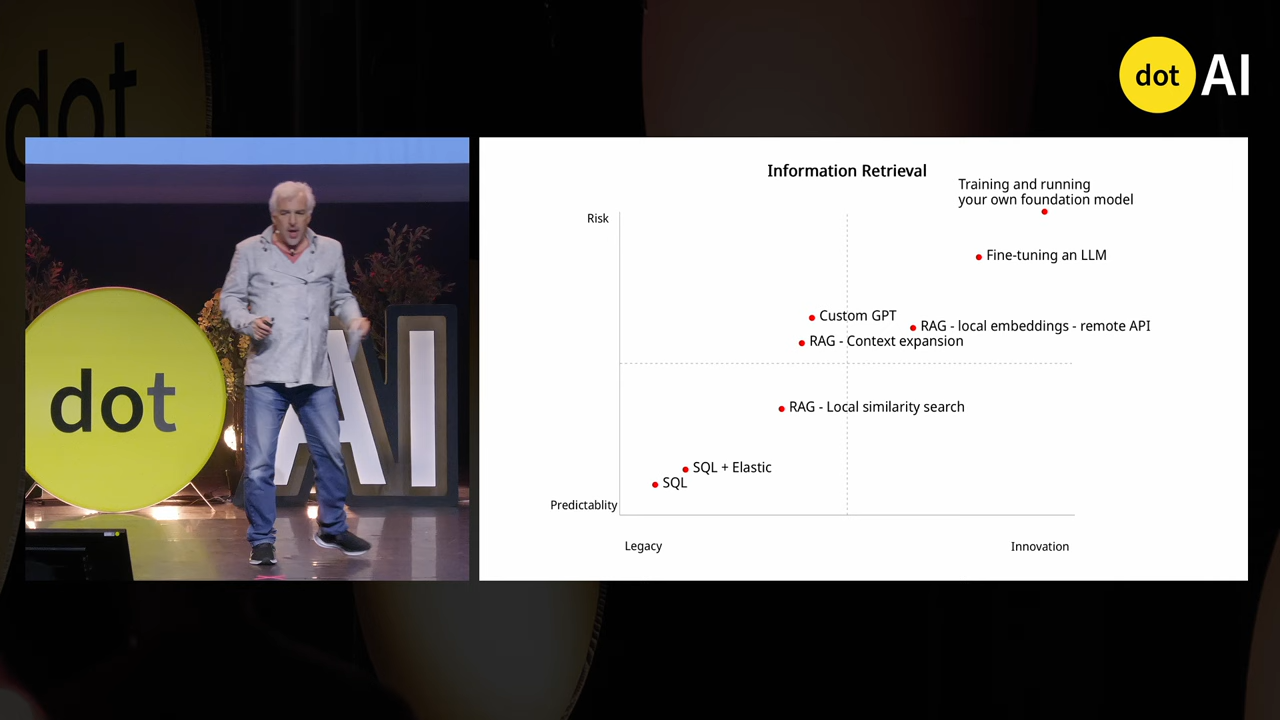 dot
dot AI
dot
AI
Information Retrieval
Training and running
your own foundation model
Risk
Fine-tuning an LLM
Custom GPT
RAG - local embeddings - remote API
RAG - Context expansion
RAG - Local similarity search
SQL + Elastic
SQL
Predictablity
Legacy
Innovation